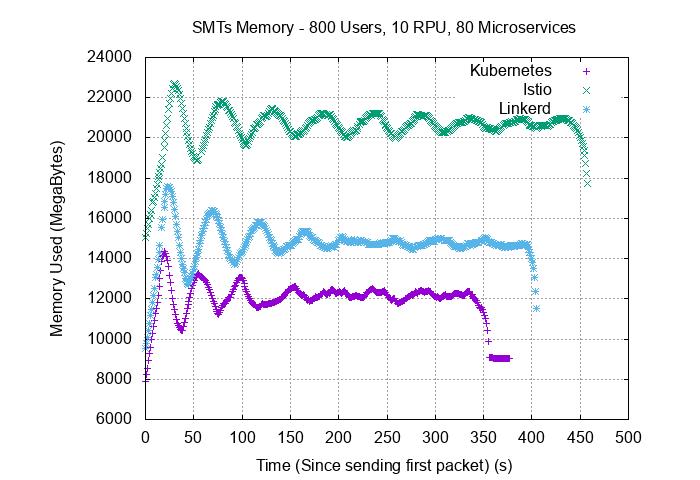 SMTs Memory - 800 Users, 10 RPU, 80 Microservices
24000
22000
20000
18000
16000
14000
12000
10000
8000
6000
Memory Used (MegaBytes)
Kubernetes
Istio
Linkerd
0 50 100 150 200 250 300 350 400 450 500
Time (Since sending first packet) (s)